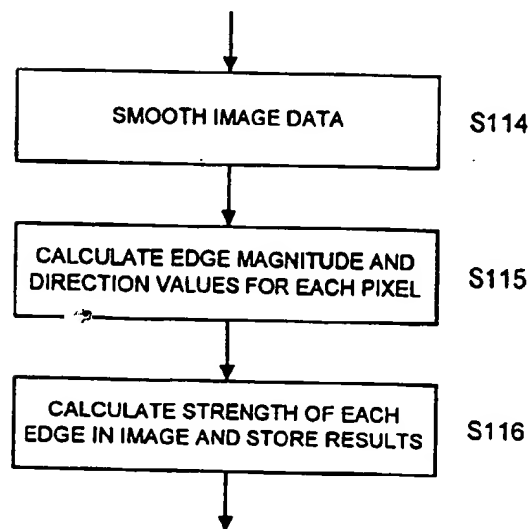 SMOOTH IMAGE DATA
S114
CALCULATE EDGE MAGNITUDE AND
DIRECTION VALUES FOR EACH PIXEL
S115
CALCULATE STRENGTH OF EACH
EDGE IN IMAGE AND STORE RESULTS
S116